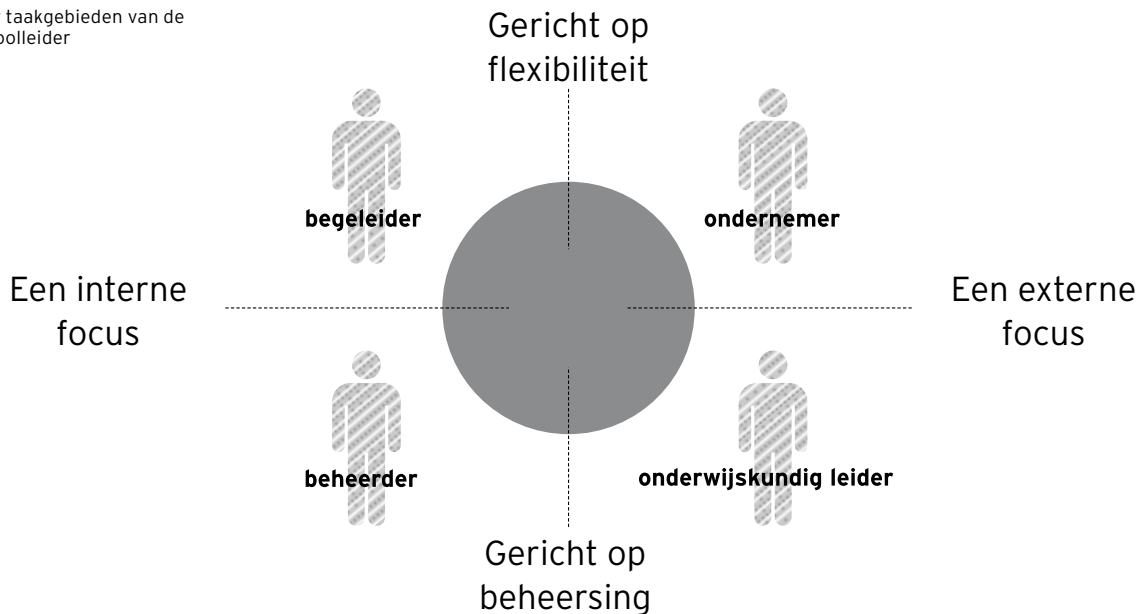 taakgebieden van de
Gericht op
flexibiliteit
begeleider
ondernemer
Een interne
focus
Een externe
focus
beheerder
onderwijskundig leider
Gericht op
beheersing